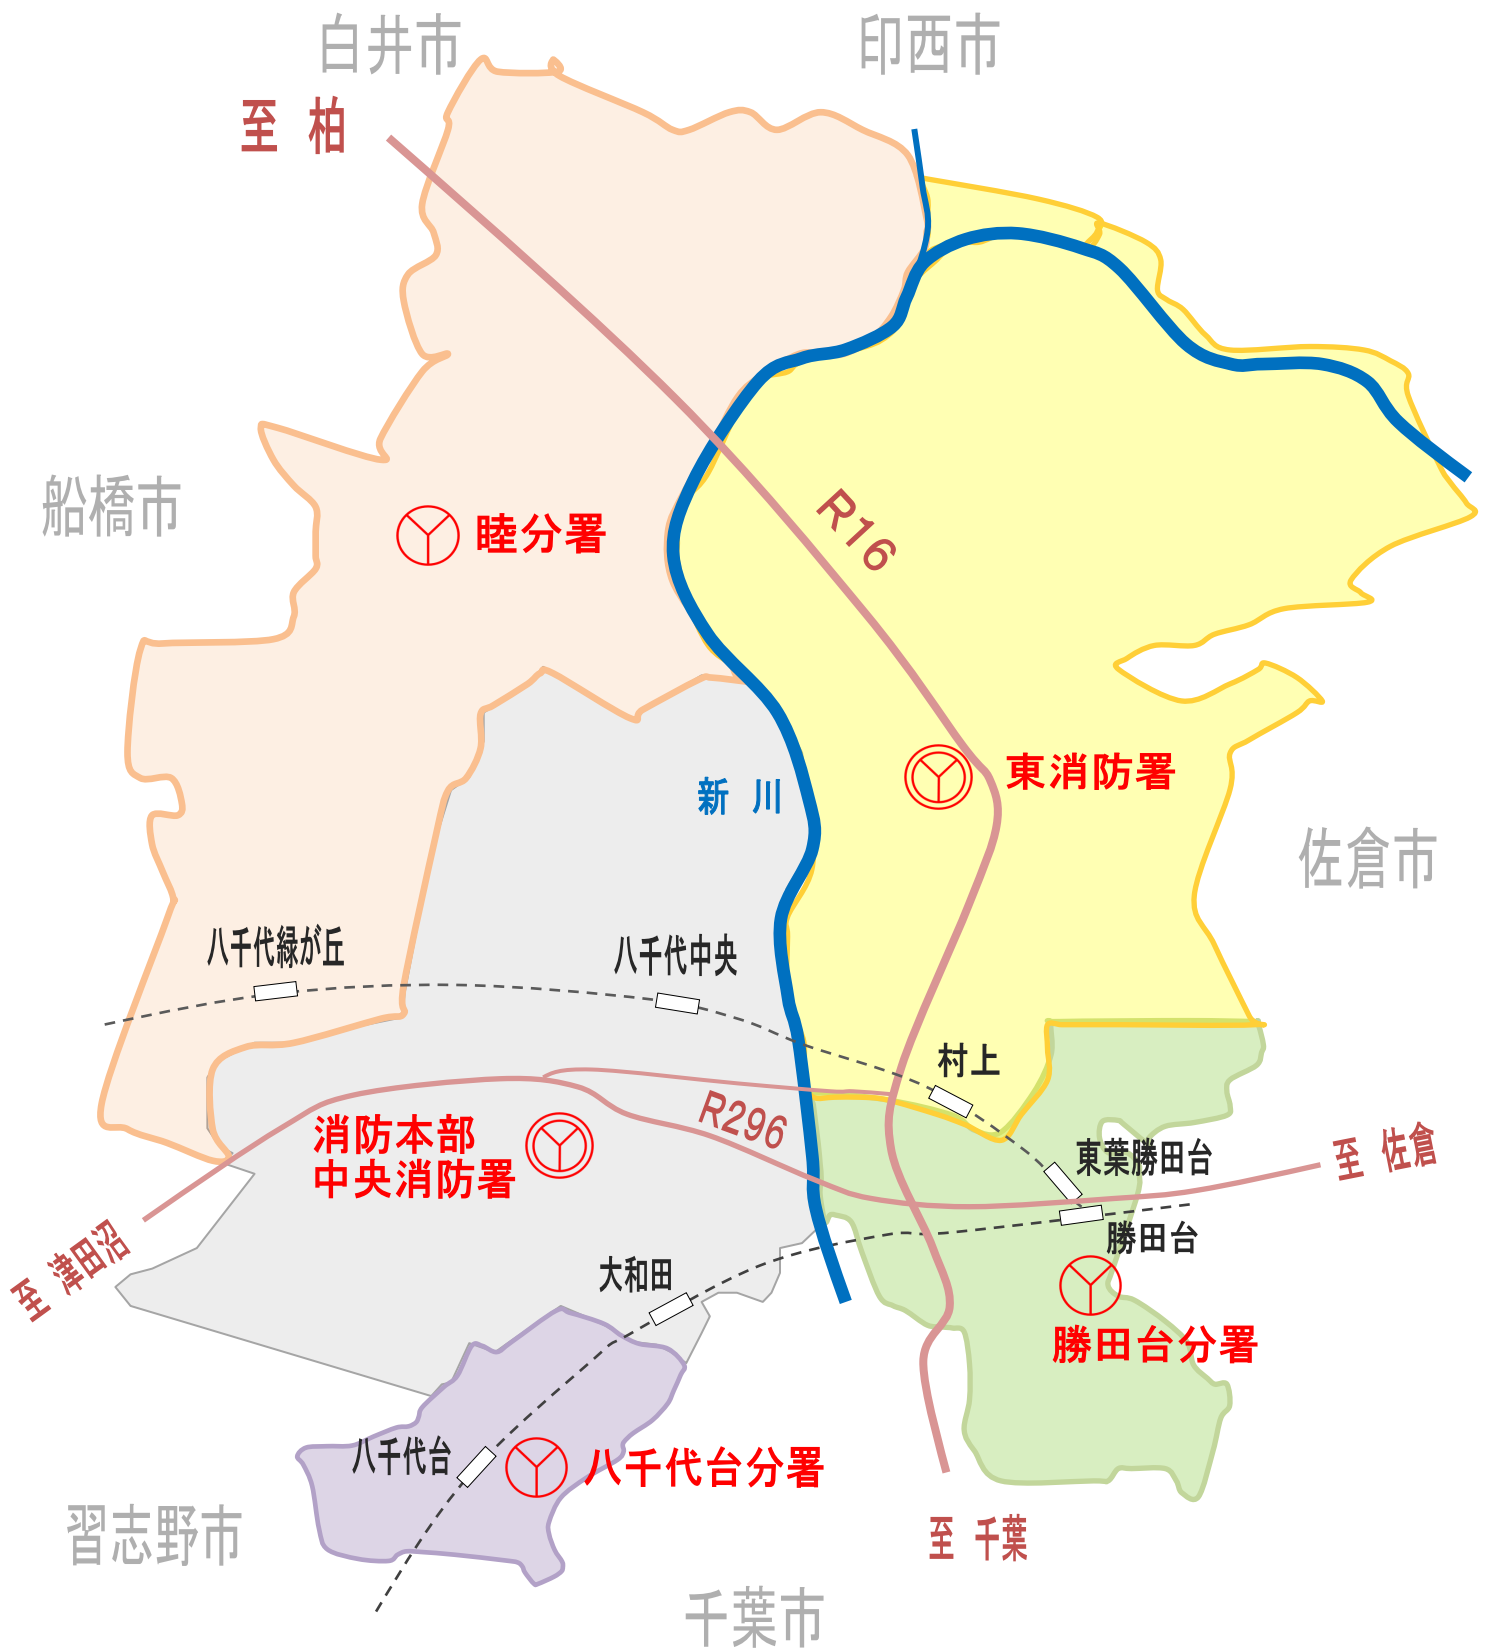 白井市
印西市
至 柏
船橋市
睦分署
R16
東消防署
新 川
佐倉市
八千代緑が丘
八千代中央
村上
R296
消防本部
中央消防署
東葉勝田台
至 佐倉
勝田台
至 津田沼
大和田
勝田台分署
八千代台
八千代台分署
習志野市
至 千葉
千葉市